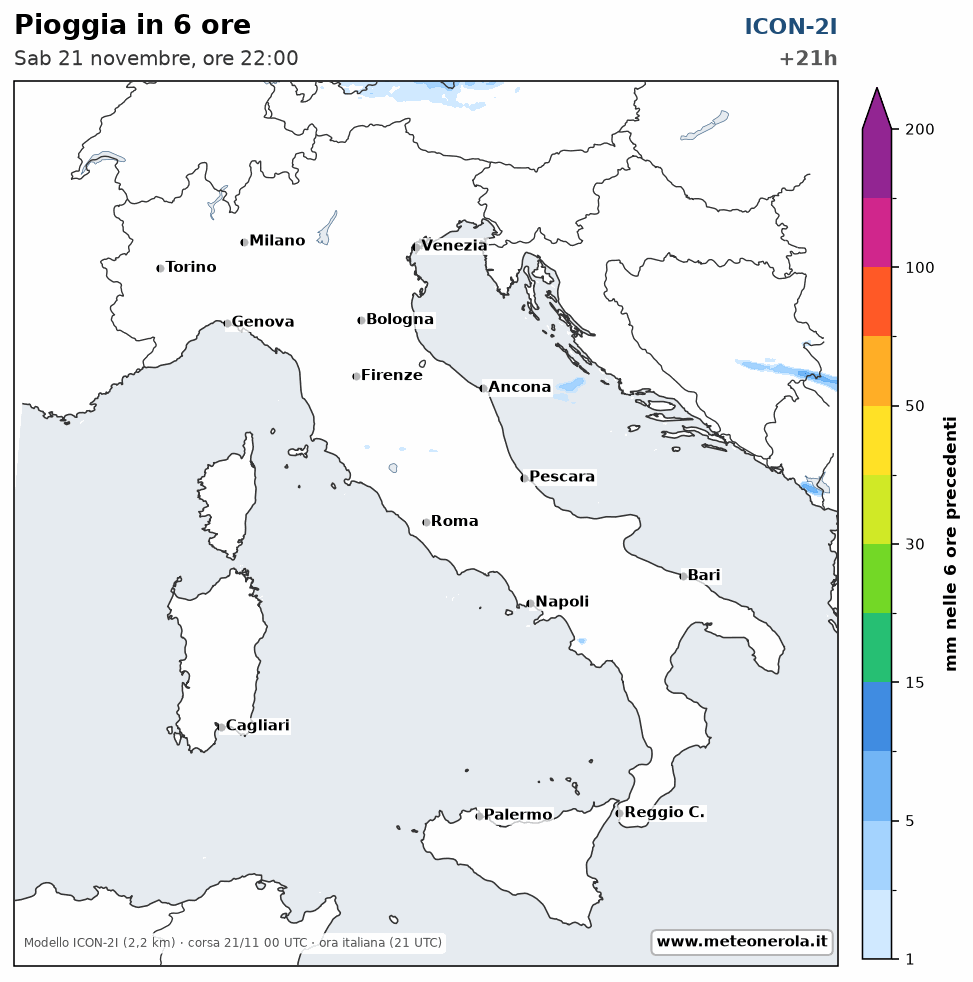 Pioggia in 6 ore
ICON-2I
Sab 21 novembre, ore 22:00
+21h
200
Milano
Venezia
Torino
100
Genova
Bologna
Firenze
Ancona
50
mm nelle 6 ore precedenti
Pescara
Roma
30
Bari
Napoli
15
Cagliari
Palermo
Reggio C.
5
Modello ICON-2I (2,2 km) · corsa 21/11 00 UTC · ora italiana (21 UTC)
www.meteonerola.it
1